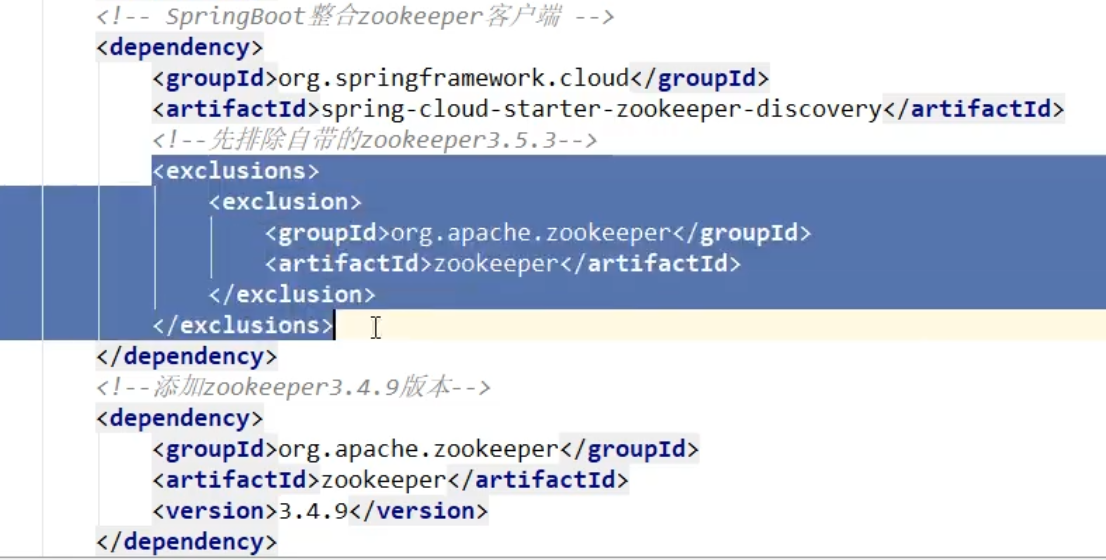 <!-- SpringBoot整合zookeeper客户端 -->
<dependency>
<groupId>org.springframework.cloud</groupId>
<artifactId>spring-cloud-starter-zookeeper-discovery</artifactId>
<!--先排除自带的zookeeper3.5.3-->
<exclusions>
<exclusion>
<groupId>org.apache.zookeeper</groupId>
<artifactId>zookeeper</artifactId>
</exclusion>
</exclusions>
</dependency>
<!--添加zookeeper3.4.9版本-->
<dependency>
<groupId>org.apache.zookeeper</groupId>
<artifactId>zookeeper</artifactId>
<version>3.4.9</version>
</dependency>